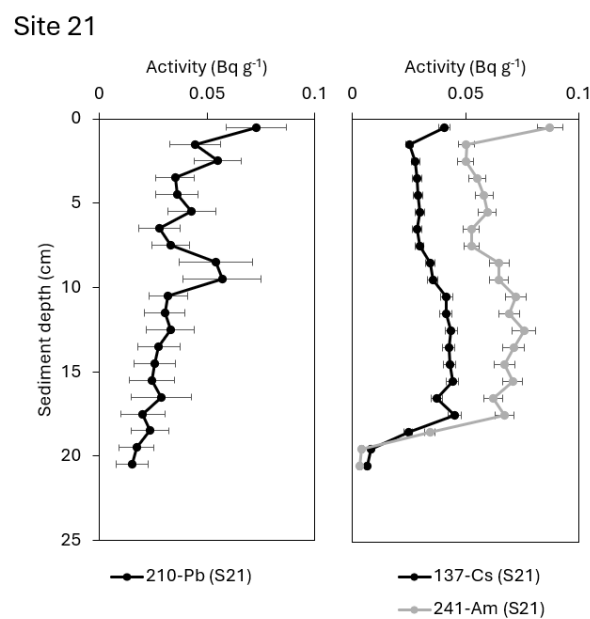 Site 21
Activity (Bq g⁻¹)
0 0.05 0.1
Activity (Bq g⁻¹)
0 0.05 0.1
Sediment depth (cm)
0
5
10
15
20
25
210-Pb (S21)
137-Cs (S21)
241-Am (S21)